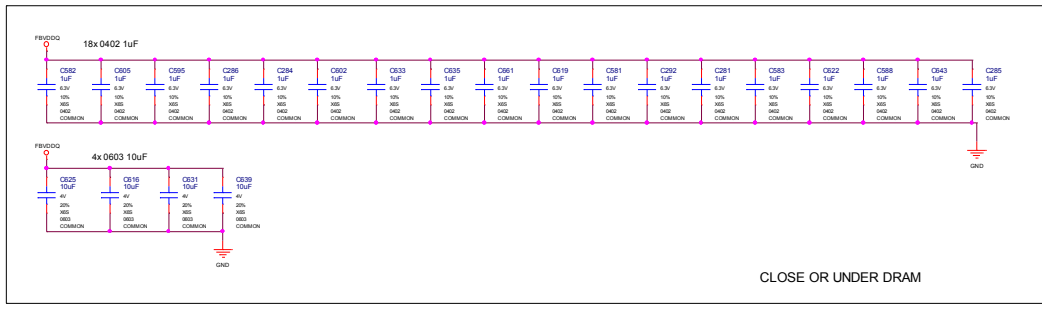 FBVDDQ
18x 0402 1uF
C582 C605 C595 C286 C284 C602 C633 C635 C661 C619 C581 C292 C281 C583 C622 C588 C643 C285
1uF 1uF 1uF 1uF 1uF 1uF 1uF 1uF 1uF 1uF 1uF 1uF 1uF 1uF 1uF 1uF 1uF 1uF
6.3V 6.3V 6.3V 6.3V 6.3V 6.3V 6.3V 6.3V 6.3V 6.3V 6.3V 6.3V 6.3V 6.3V 6.3V 6.3V 6.3V 6.3V
10% 10% 10% 10% 10% 10% 10% 10% 10% 10% 10% 10% 10% 10% 10% 10% 10% 10%
X6S X6S X6S X6S X6S X6S X6S X6S X6S X6S X6S X6S X6S X6S X6S X6S X6S X6S
0402 0402 0402 0402 0402 0402 0402 0402 0402 0402 0402 0402 0402 0402 0402 0402 0402 0402
COMMON COMMON COMMON COMMON COMMON COMMON COMMON COMMON COMMON COMMON COMMON COMMON COMMON COMMON COMMON COMMON COMMON COMMON
GND
FBVDDQ
4x 0603 10uF
C625 C616 C631 C639
10uF 10uF 10uF 10uF
4V 4V 4V 4V
20% 20% 20% 20%
X6S X6S X6S X6S
0603 0603 0603 0603
COMMON COMMON COMMON COMMON
GND
CLOSE OR UNDER DRAM